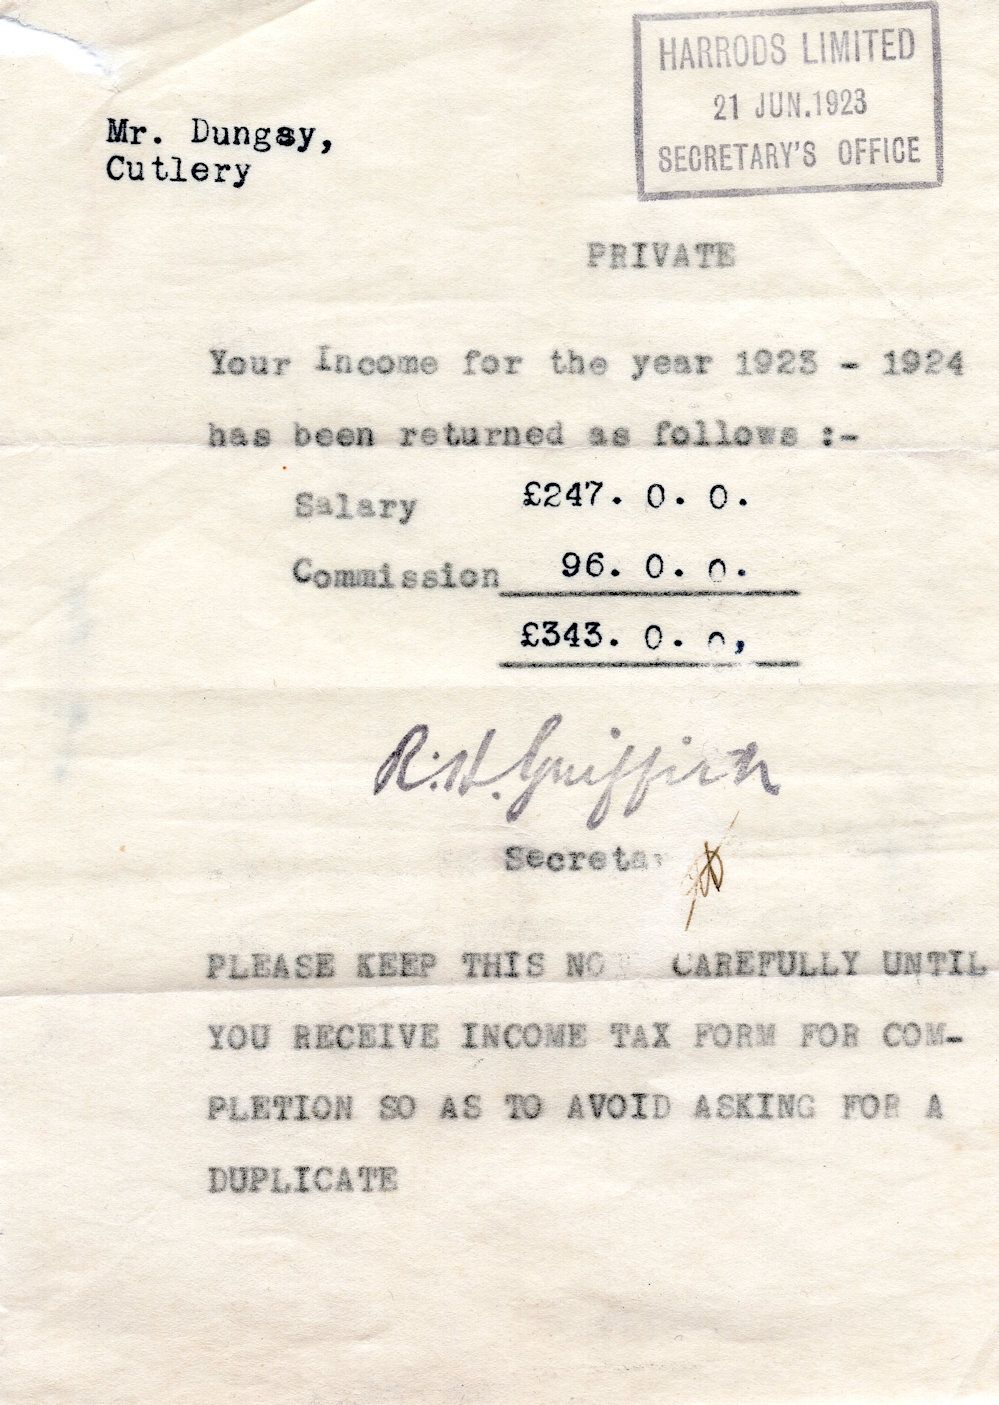 HARRODS LIMITED
21 JUN.1923
SECRETARY'S OFFICE
Mr. Dungay,
Cutlery
PRIVATE
Your Income for the year 1923 - 1924
has been returned as follows :-
Salary £247. 0. 0.
Commission 96. 0. 0.
£343. 0. 0,
R.H. Griffith
PLEASE KEEP THIS CAREFULLY UNTIL
YOU RECEIVE INCOME TAX FORM FOR COM-
PLETION SO AS TO AVOID ASKING FOR A
DUPLICATE